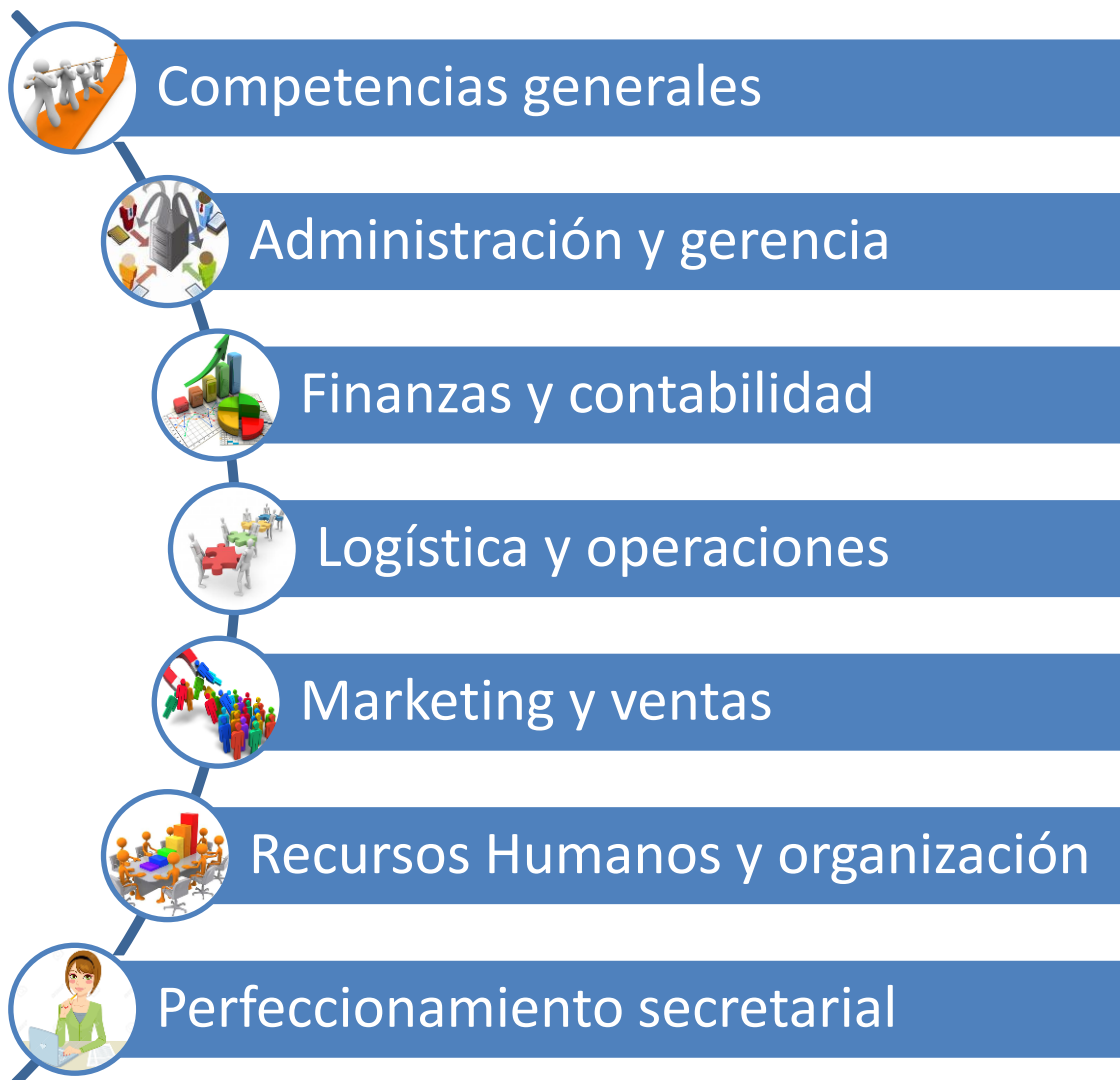 Competencias generales
Administración y gerencia
Finanzas y contabilidad
Logística y operaciones
Marketing y ventas
Recursos Humanos y organización
Perfeccionamiento secretarial